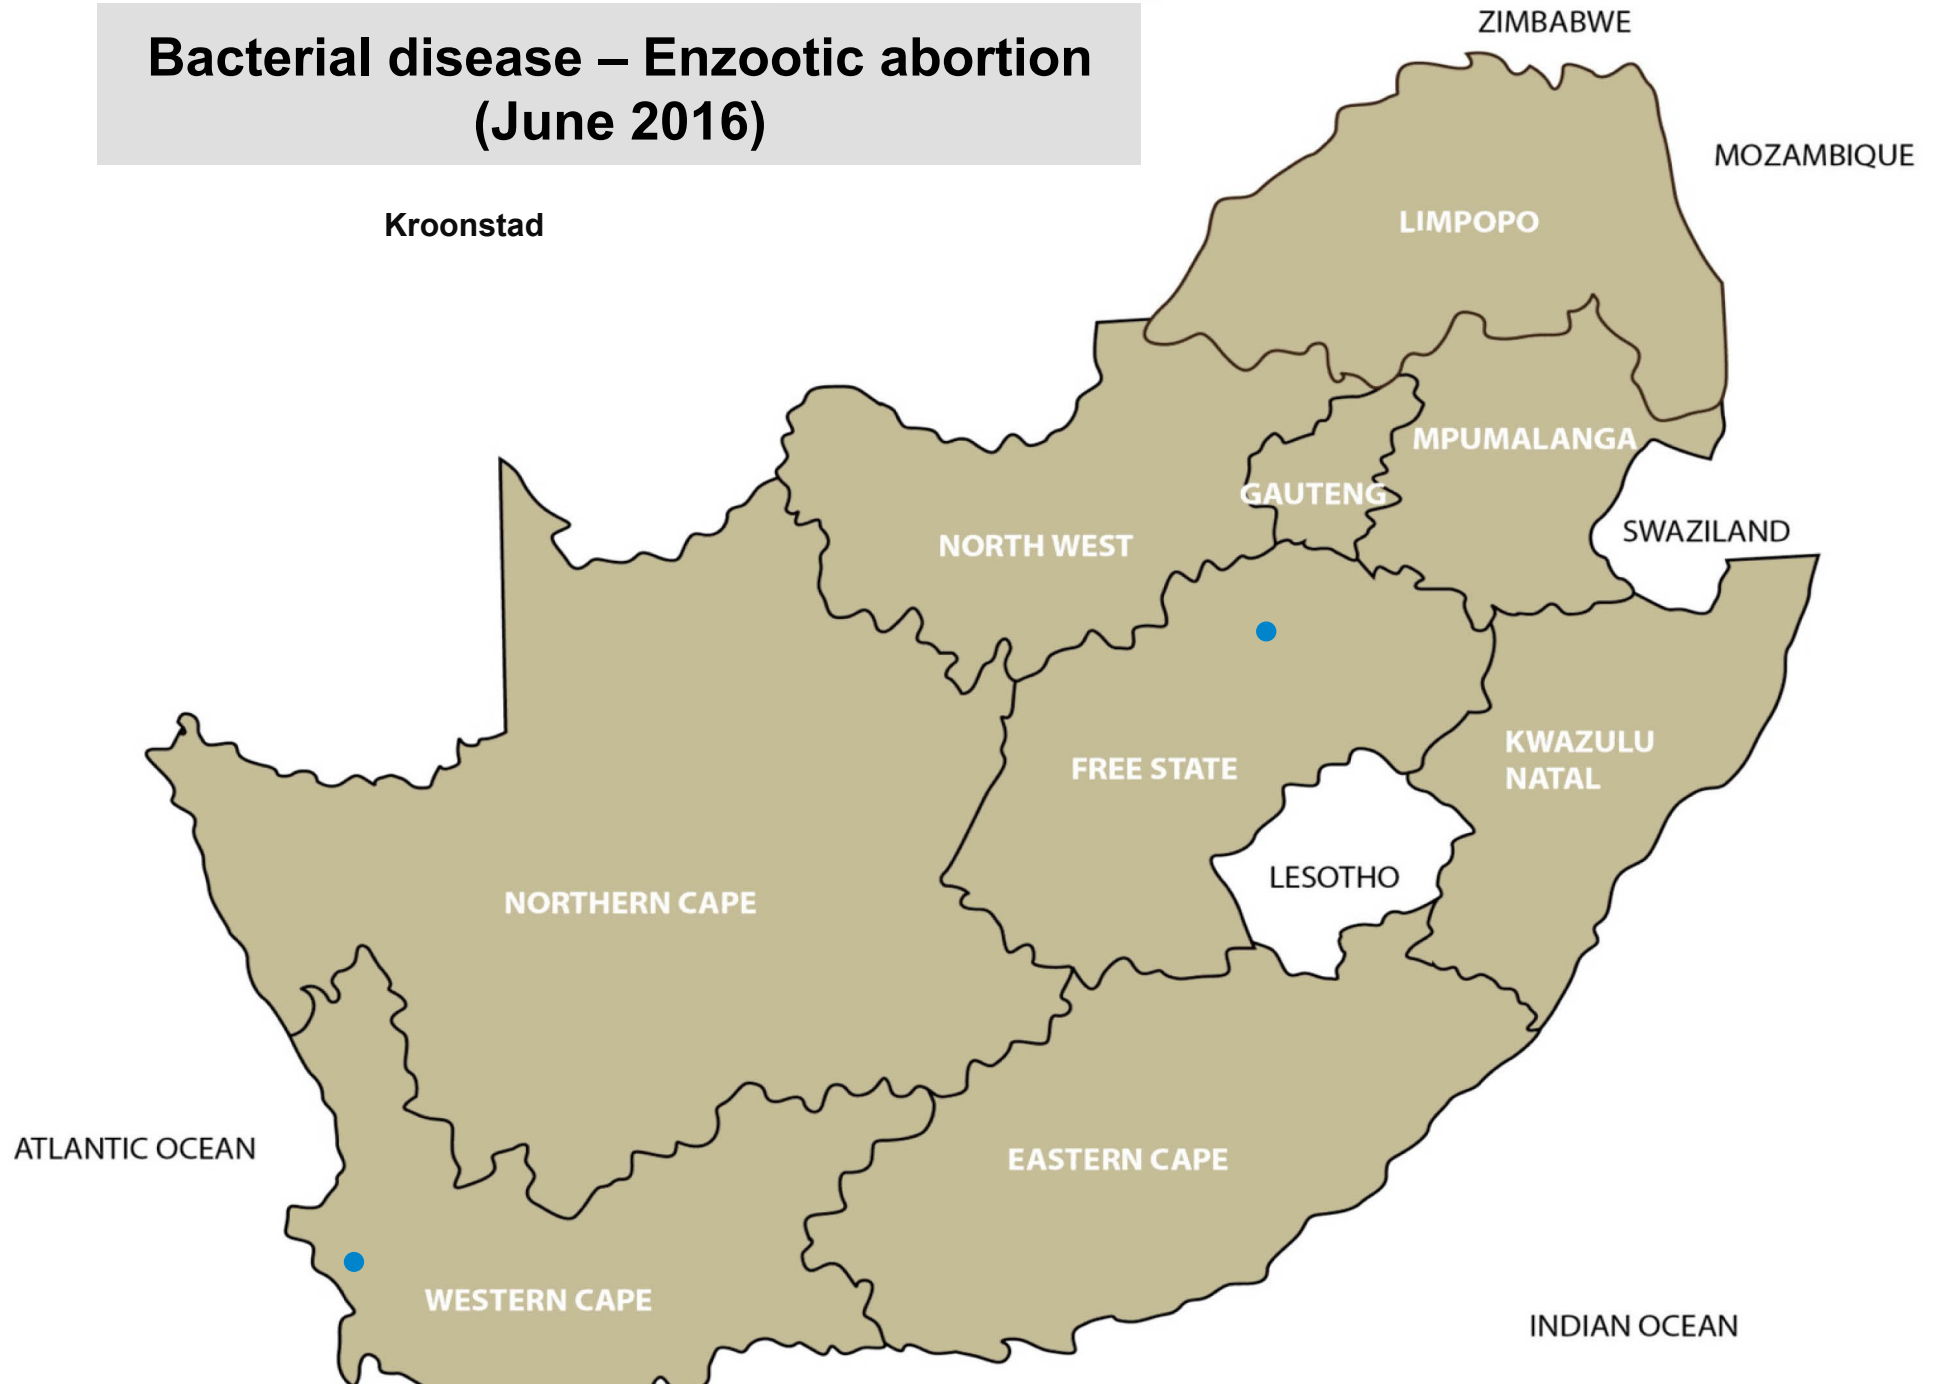 Bacterial disease – Enzootic abortion
(June 2016)
ZIMBABWE
MOZAMBIQUE
Kroonstad
LIMPOPO
MPUMALANGA
GAUTENG
SWAZILAND
NORTH WEST
KWAZULU
NATAL
FREE STATE
LESOTHO
NORTHERN CAPE
ATLANTIC OCEAN
EASTERN CAPE
WESTERN CAPE
INDIAN OCEAN